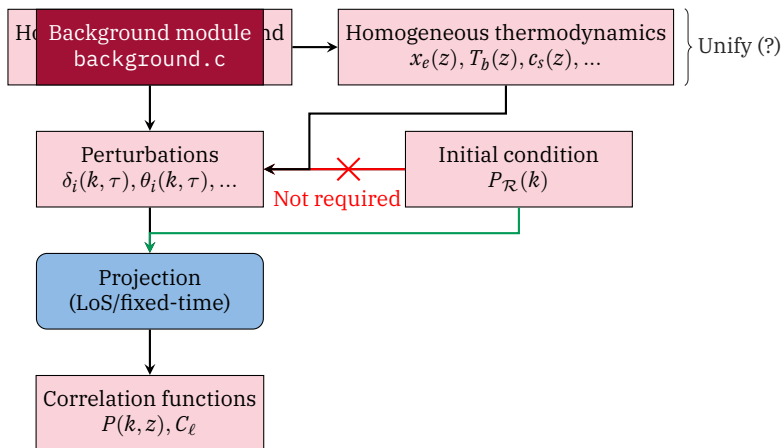 Background module
background.c
Homogeneous thermodynamics
x_e(z), T_b(z), c_s(z), ...
Unify (?)
Perturbations
δ_i(k, τ), θ_i(k, τ), ...
Initial condition
P_ℛ(k)
Not required
Projection
(LoS/fixed-time)
Correlation functions
P(k, z), C_ℓ